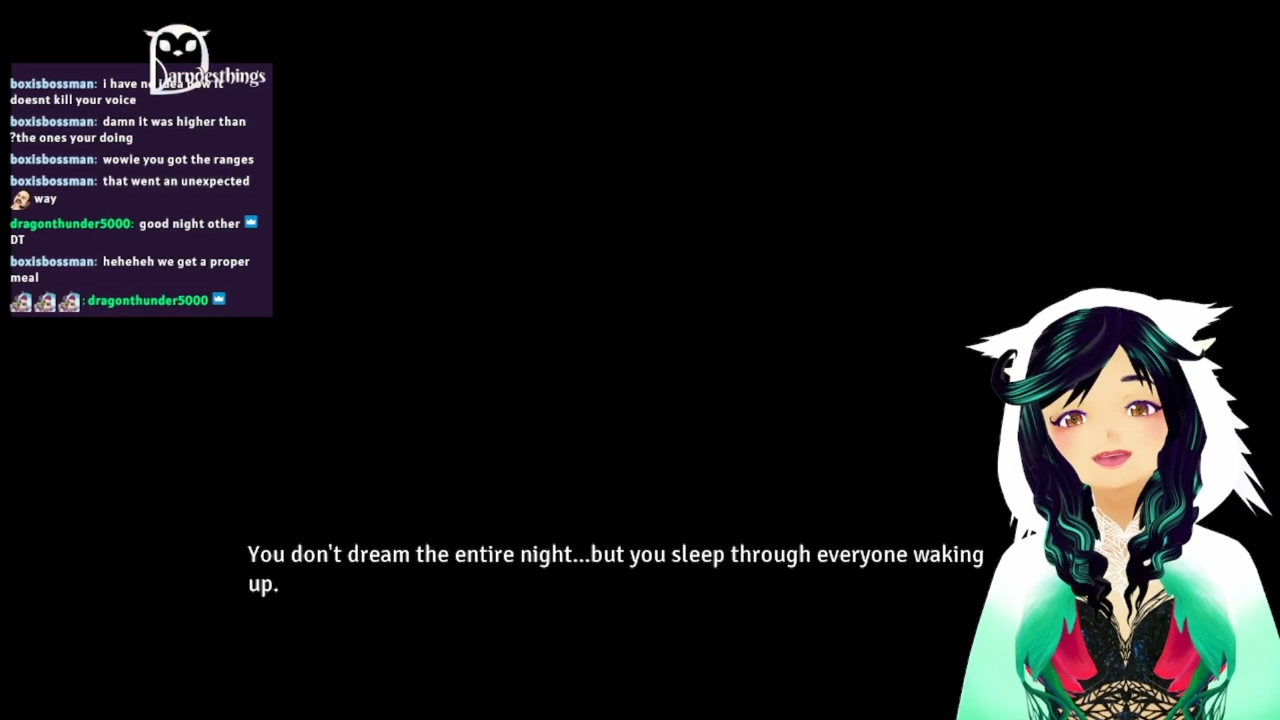 Darndesthings
boxisbossman: i have no idea how it
doesnt kill your voice
boxisbossman: damn it was higher than
?the ones your doing
boxisbossman: wowie you got the ranges
boxisbossman: that went an unexpected
way
dragonthunder5000: good night other
DT
boxisbossman: heheheh we get a proper
meal
: dragonthunder5000
You don't dream the entire night...but you sleep through everyone waking
up.